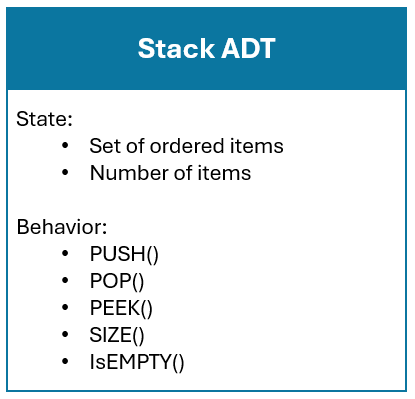 Stack ADT
State:
• Set of ordered items
• Number of items
Behavior:
• PUSH()
• POP()
• PEEK()
• SIZE()
• IsEMPTY()